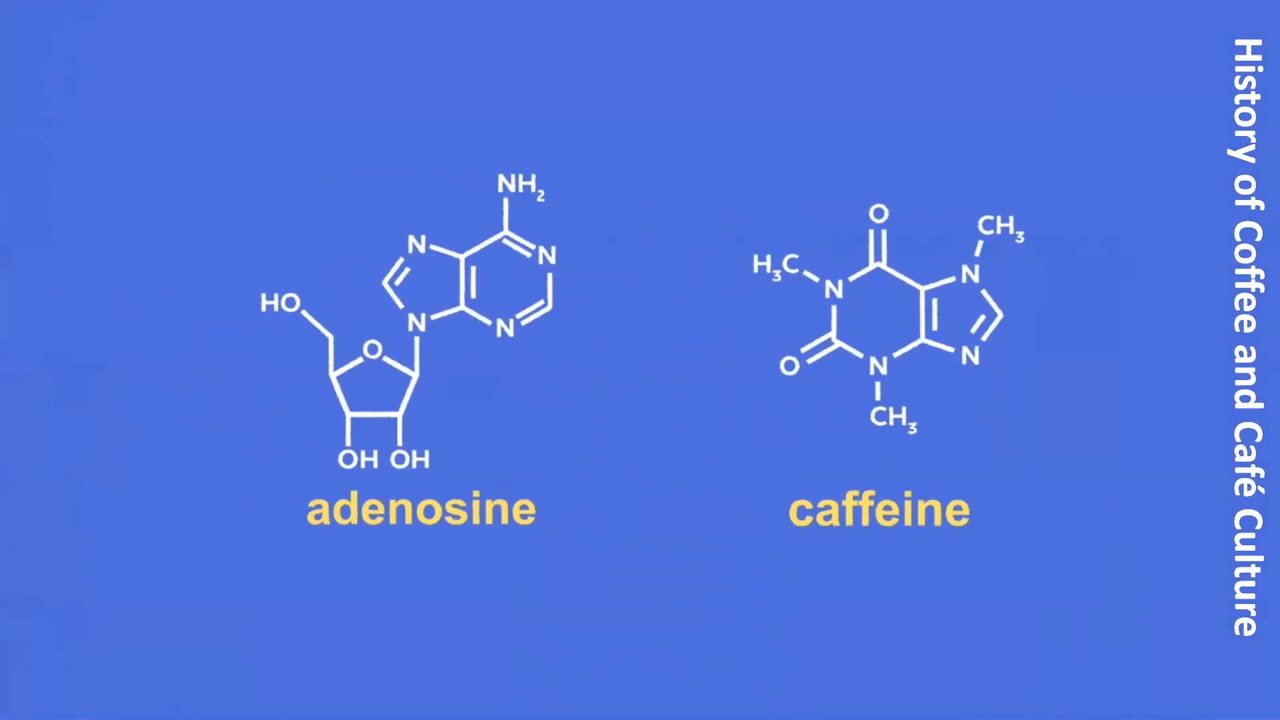 NH₂
N
N
N
N
HO
O
OH OH
adenosine
O
CH₃
H₃C
N
N
O
N
N
CH₃
caffeine
History of Coffee and Café Culture